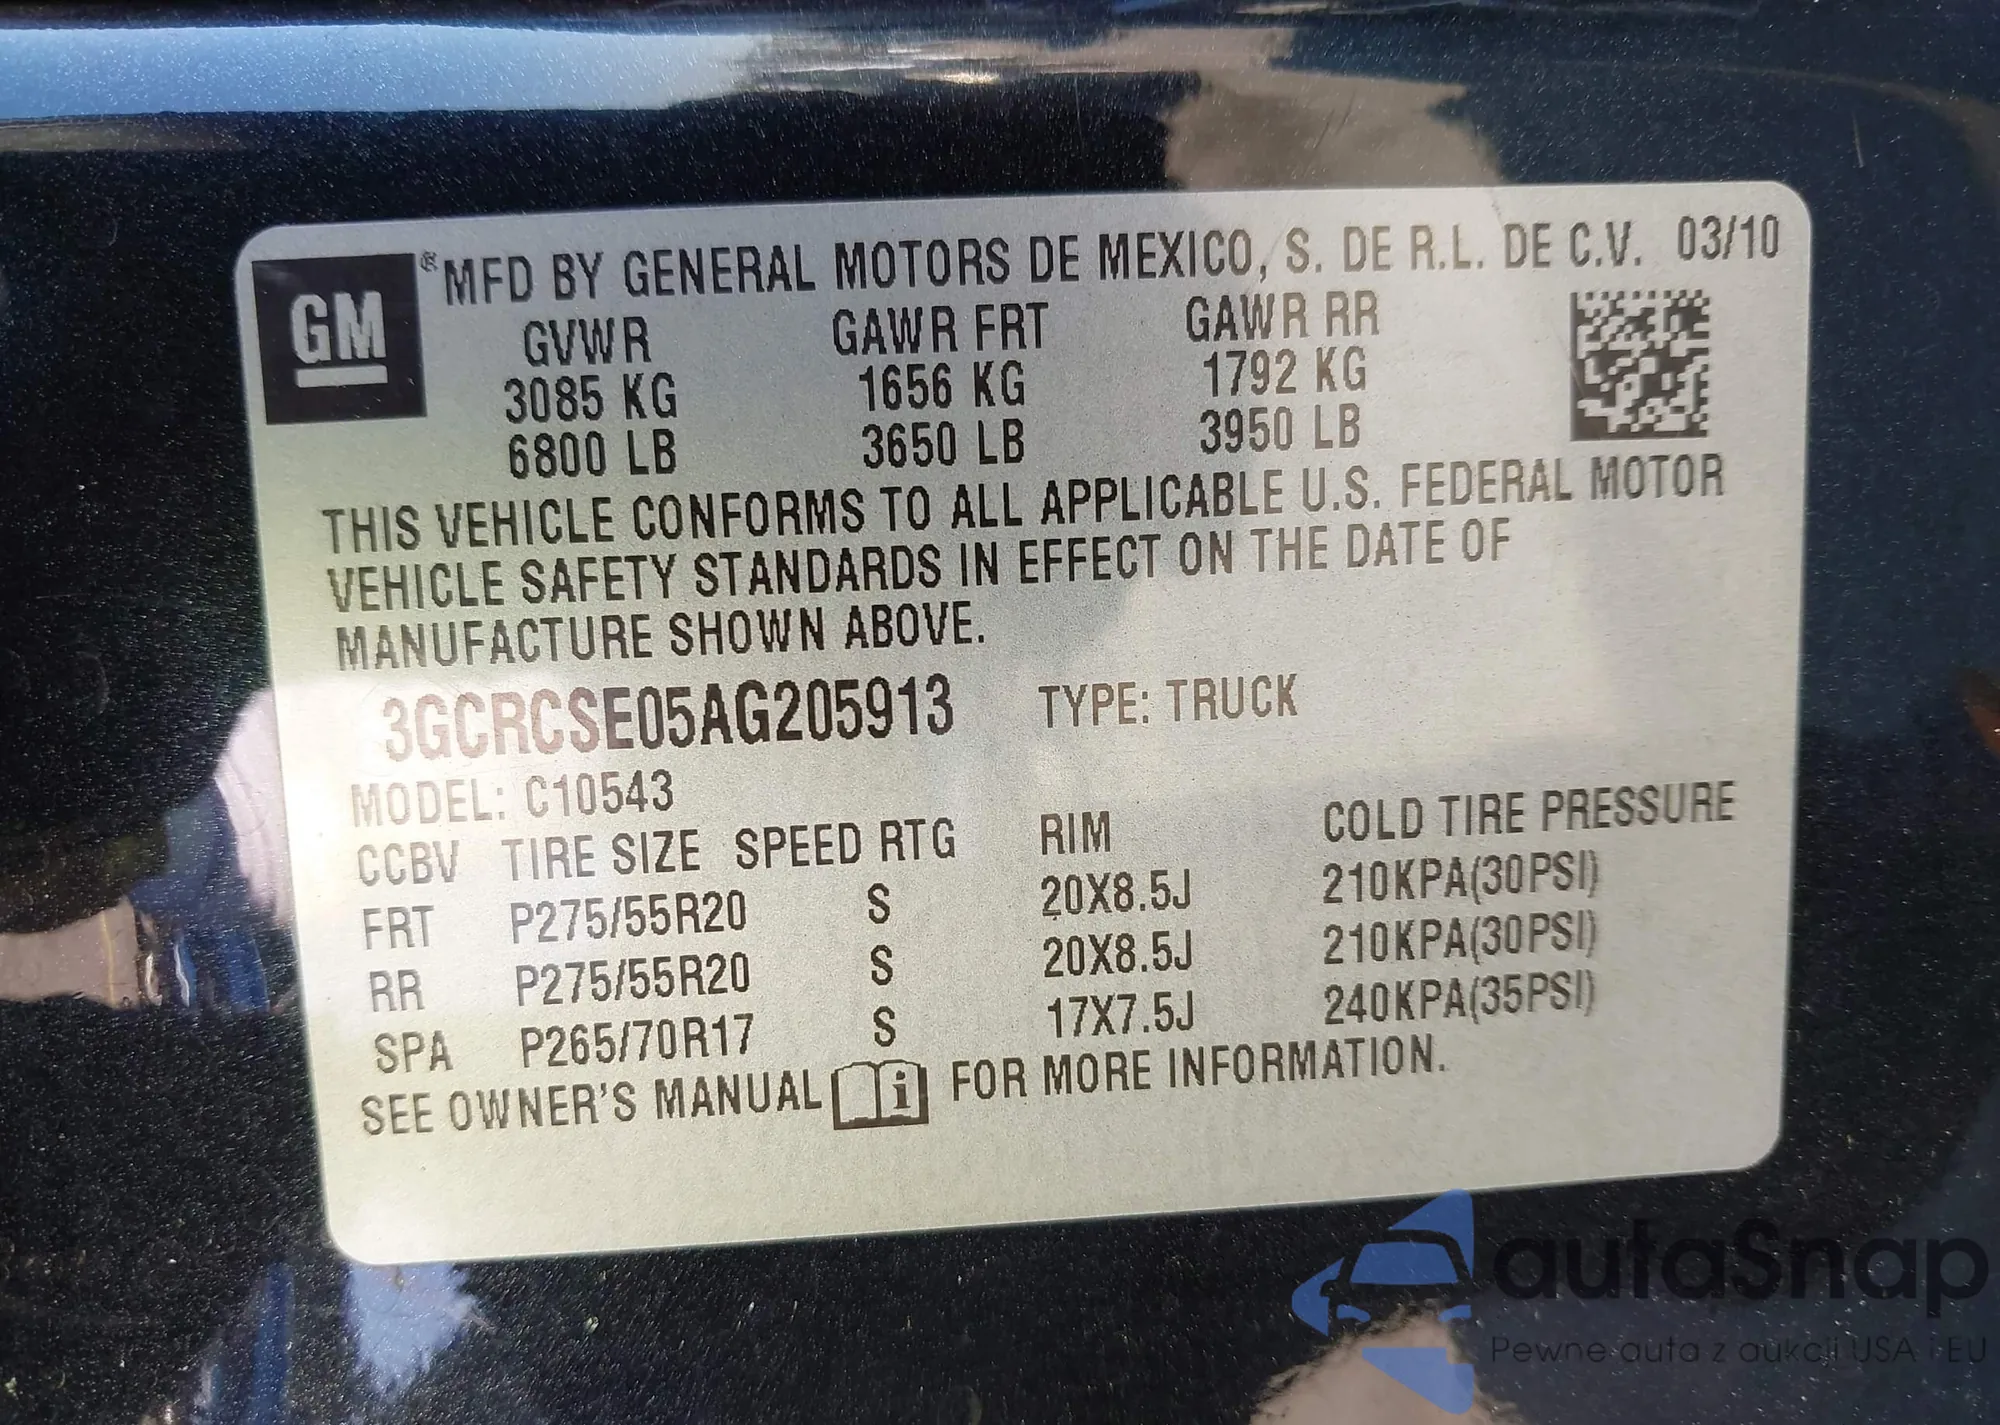 GM
® MFD BY GENERAL MOTORS DE MEXICO, S. DE R.L. DE C.V. 03/10
GVWR GAWR FRT GAWR RR
3085 KG 1656 KG 1792 KG
6800 LB 3650 LB 3950 LB
THIS VEHICLE CONFORMS TO ALL APPLICABLE U.S. FEDERAL MOTOR
VEHICLE SAFETY STANDARDS IN EFFECT ON THE DATE OF
MANUFACTURE SHOWN ABOVE.
3GCRCSE05AG205913 TYPE: TRUCK
MODEL: C10543
CCBV TIRE SIZE SPEED RTG RIM COLD TIRE PRESSURE
FRT P275/55R20 S 20X8.5J 210KPA(30PSI)
RR P275/55R20 S 20X8.5J 210KPA(30PSI)
SPA P265/70R17 S 17X7.5J 240KPA(35PSI)
SEE OWNER'S MANUAL i FOR MORE INFORMATION.
autaSnap
Pewne auta z aukcji USA i EU